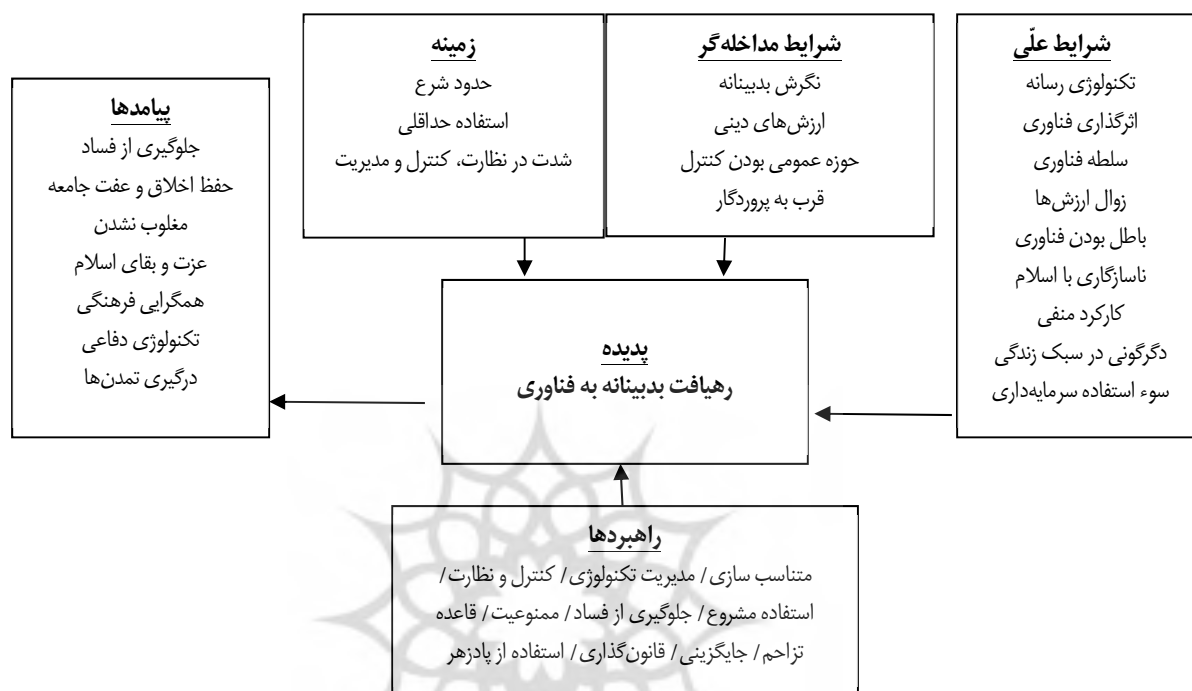 شرایط علّی
تکنولوژی رسانه
اثرگذاری فناوری
سلطه فناوری
زوال ارزش‌ها
باطل بودن فناوری
ناسازگاری با اسلام
کارکرد منفی
دگرگونی در سبک زندگی
سوء استفاده سرمایه‌داری
شرایط مداخله‌گر
نگرش بدبینانه
ارزش‌های دینی
حوزه عمومی بودن کنترل
قرب به پروردگار
زمینه
حدود شرع
استفاده حداقلی
شدت در نظارت، کنترل و مدیریت
پدیده
رهیافت بدبینانه به فناوری
راهبردها
متناسب سازی/ مدیریت تکنولوژی/ کنترل و نظارت/
استفاده مشروع/ جلوگیری از فساد/ ممنوعیت/ قاعده
تزاحم/ جایگزینی/ قانون‌گذاری/ استفاده از پادزهر
پیامدها
جلوگیری از فساد
حفظ اخلاق و عفت جامعه
مغلوب نشدن
عزت و بقای اسلام
همگرایی فرهنگی
تکنولوژی دفاعی
درگیری تمدن‌ها